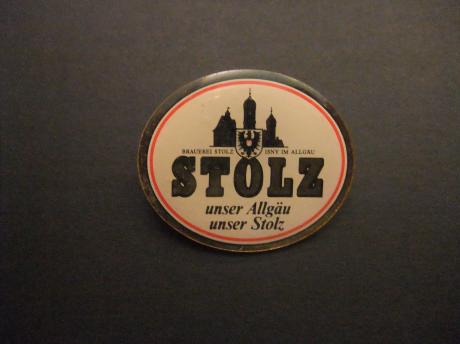 BRAUEREI STOLZ ISNY IM ALLGÄU
STOLZ
unser Allgäu
unser Stolz